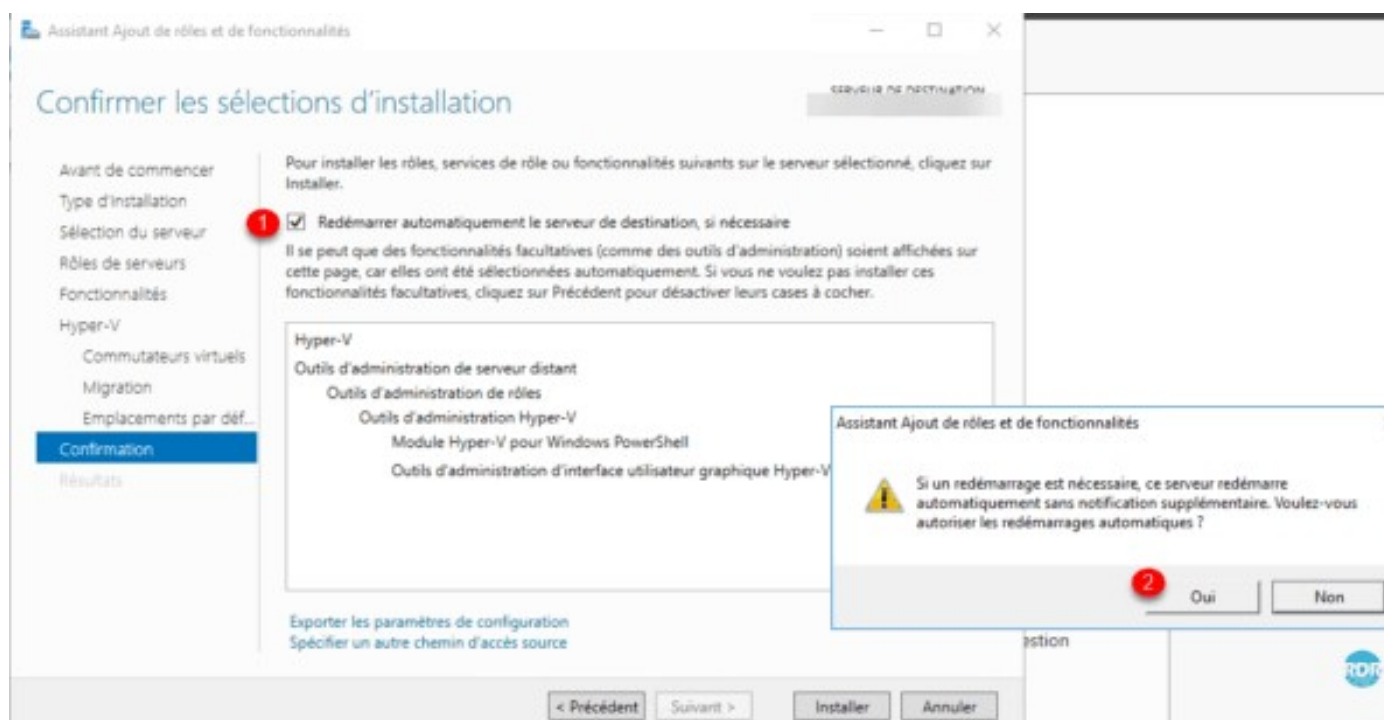 Assistant Ajout de rôles et de fonctionnalités
Confirmer les sélections d'installation
SERVEUR DE DESTINATION
Avant de commencer
Type d'installation
Sélection du serveur
Rôles de serveurs
Fonctionnalités
Hyper-V
Commutateurs virtuels
Migration
Emplacements par déf...
Confirmation
Résultats
Pour installer les rôles, services de rôle ou fonctionnalités suivants sur le serveur sélectionné, cliquez sur
Installer.
1
Redémarrer automatiquement le serveur de destination, si nécessaire
Il se peut que des fonctionnalités facultatives (comme des outils d'administration) soient affichées sur
cette page, car elles ont été sélectionnées automatiquement. Si vous ne voulez pas installer ces
fonctionnalités facultatives, cliquez sur Précédent pour désactiver leurs cases à cocher.
Hyper-V
Outils d'administration de serveur distant
Outils d'administration de rôles
Outils d'administration Hyper-V
Module Hyper-V pour Windows PowerShell
Outils d'administration d'interface utilisateur graphique Hyper-V
Exporter les paramètres de configuration
Spécifier un autre chemin d'accès source
< Précédent
Suivant >
Installer
Annuler
Assistant Ajout de rôles et de fonctionnalités
Si un redémarrage est nécessaire, ce serveur redémarre
automatiquement sans notification supplémentaire. Voulez-vous
autoriser les redémarrages automatiques ?
2
Oui
Non
estion
RDR